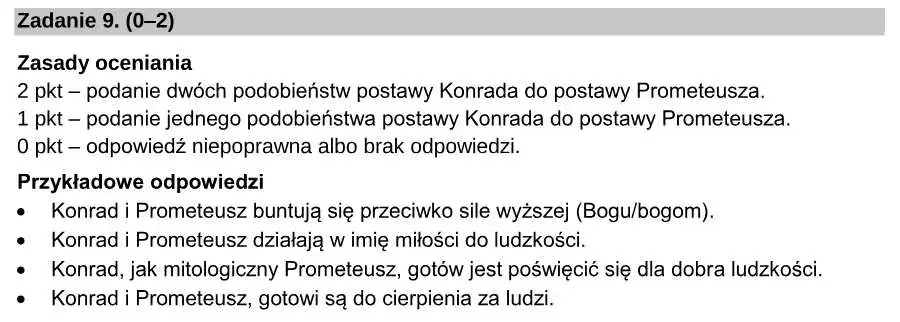 Zadanie 9. (0–2)
Zasady oceniania
2 pkt – podanie dwóch podobieństw postawy Konrada do postawy Prometeusza.
1 pkt – podanie jednego podobieństwa postawy Konrada do postawy Prometeusza.
0 pkt – odpowiedź niepoprawna albo brak odpowiedzi.
Przykładowe odpowiedzi
• Konrad i Prometeusz buntują się przeciwko sile wyższej (Bogu/bogom).
• Konrad i Prometeusz działają w imię miłości do ludzkości.
• Konrad, jak mitologiczny Prometeusz, gotów jest poświęcić się dla dobra ludzkości.
• Konrad i Prometeusz, gotowi są do cierpienia za ludzi.